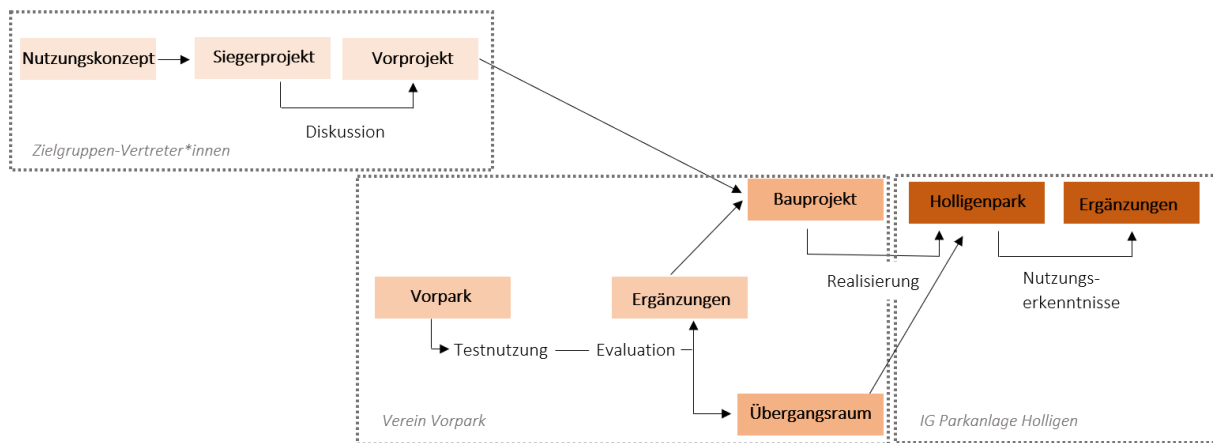 Nutzungskonzept
Siegerprojekt
Vorprojekt
Diskussion
Zielgruppen-Vertreter*innen
Bauprojekt
Holligenpark
Ergänzungen
Realisierung
Nutzungs-
erkenntnisse
Vorpark
Ergänzungen
Testnutzung
Evaluation
Übergangsraum
Verein Vorpark
IG Parkanlage Holligen